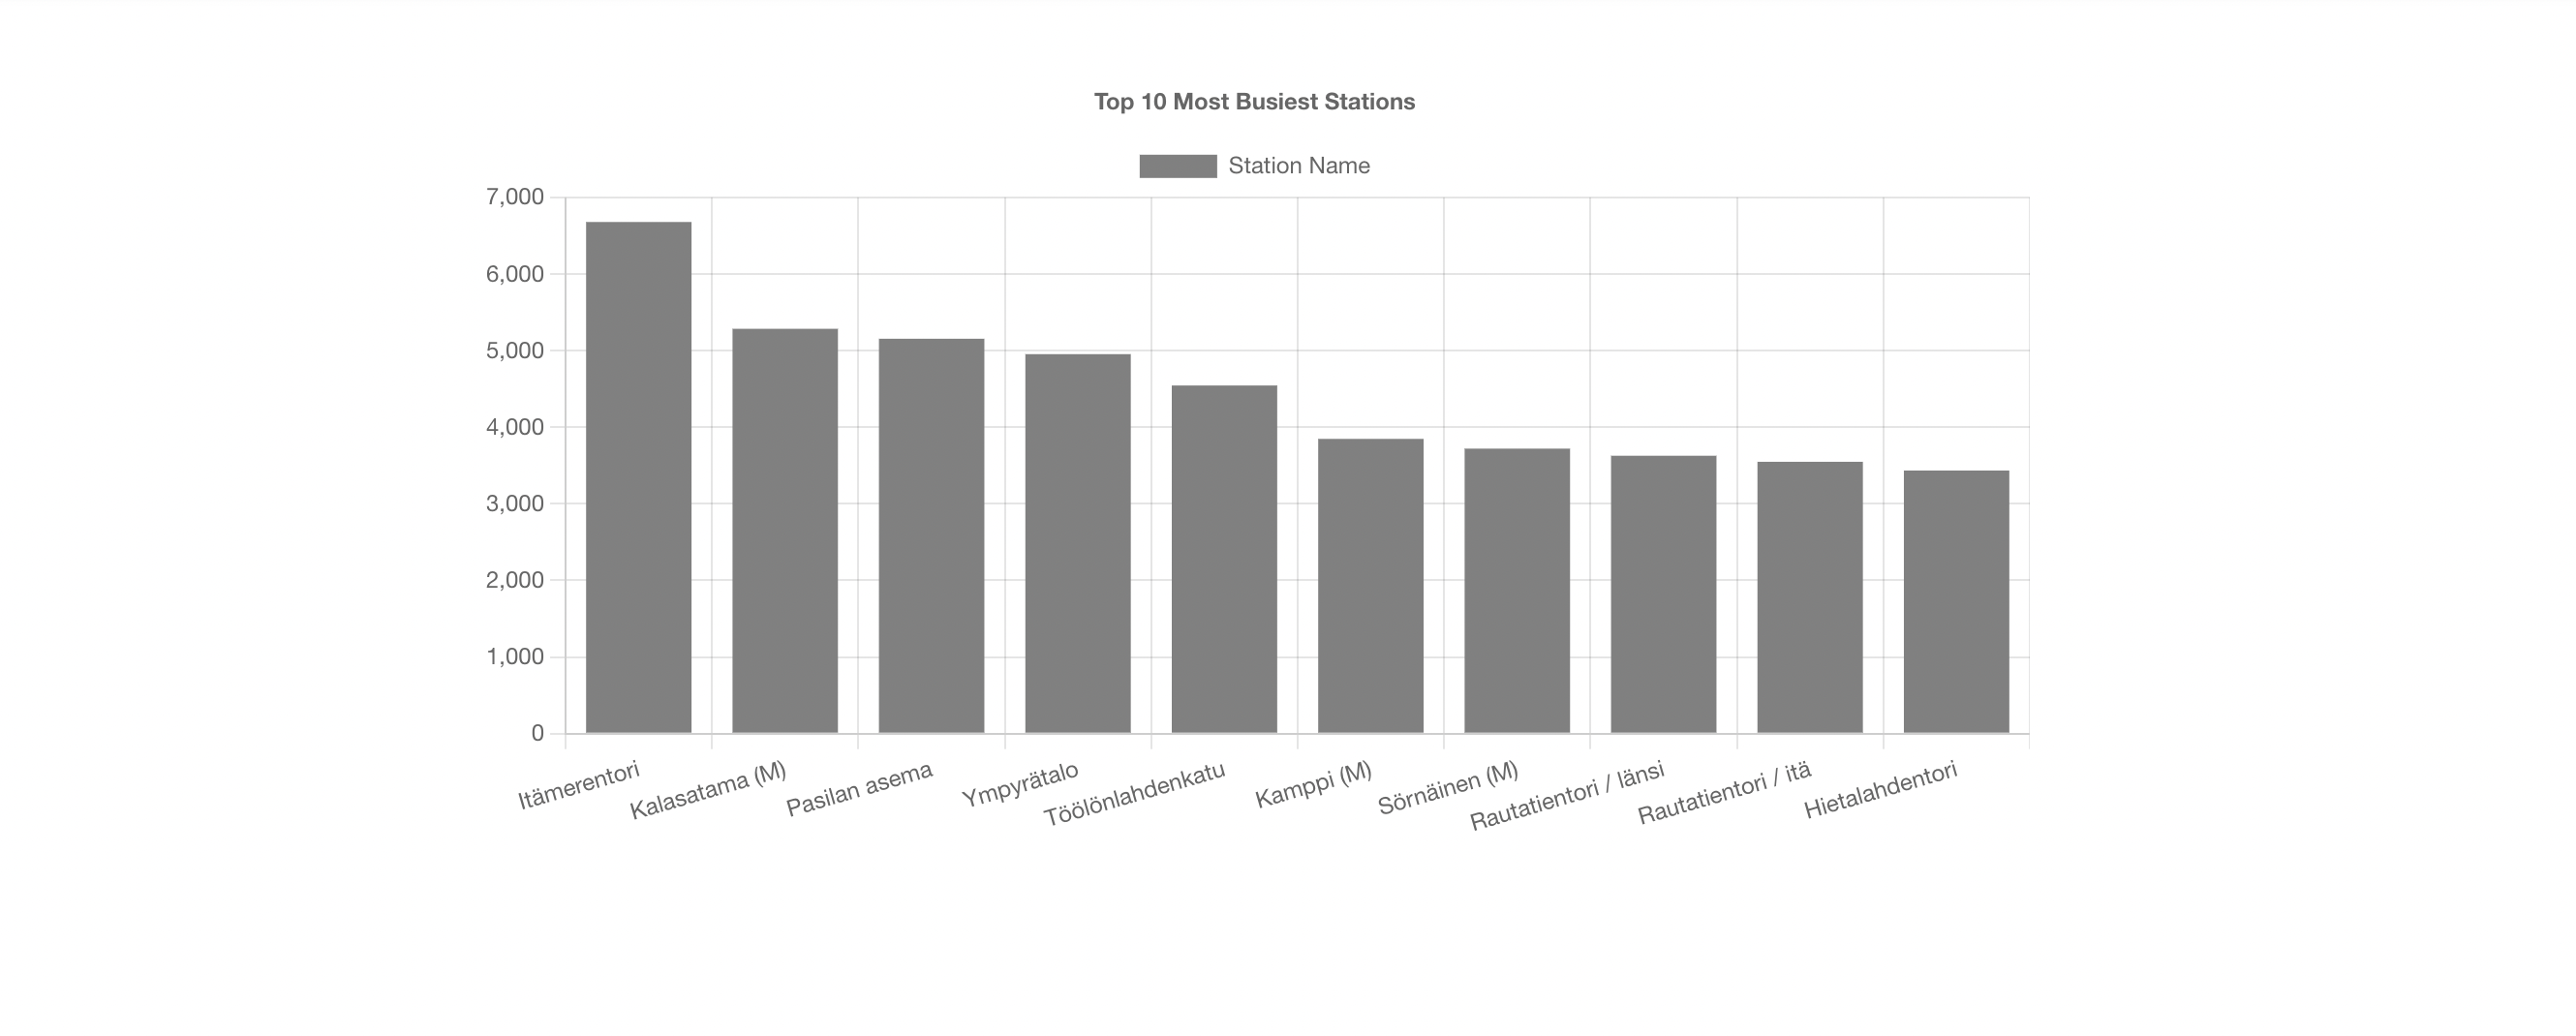 Top 10 Most Busiest Stations
Station Name
7,000
6,000
5,000
4,000
3,000
2,000
1,000
0
Itämerentori
Kalasatama (M)
Pasilan asema
Ympyrätalo
Töölönlahdenkatu
Kamppi (M)
Sörnäinen (M)
Rautatientori / länsi
Rautatientori / itä
Hietalahdentori